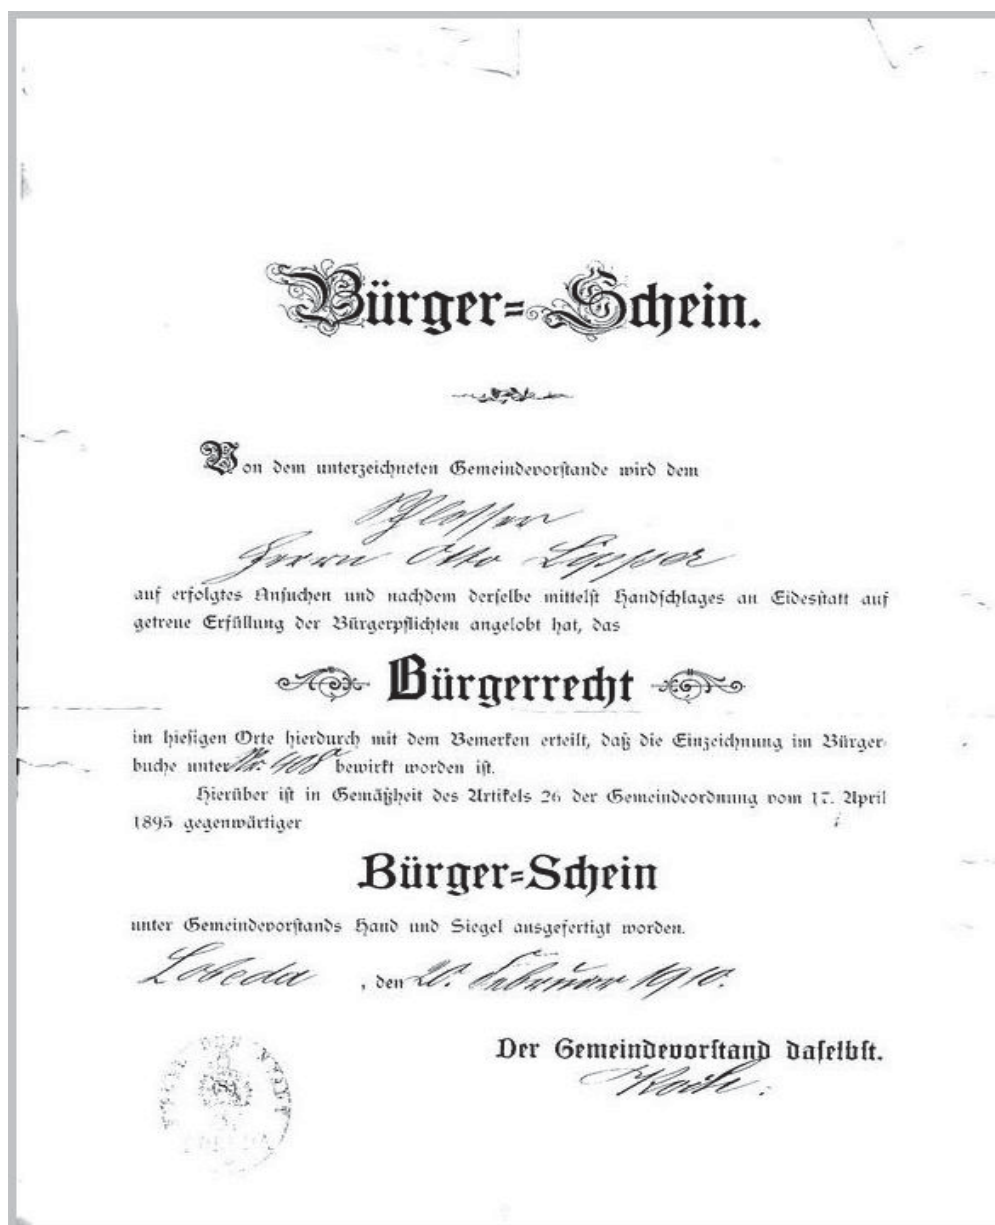 Bürger=Schein.
Von dem unterzeichneten Gemeindevorstande wird dem
Schlosser
Herrn Otto
auf erfolgtes Ansuchen und nachdem derselbe mittelst Handschlages an Eidesstatt auf
getreue Erfüllung der Bürgerpflichten angelobt hat, das
Bürgerrecht
im hiesigen Orte hierdurch mit dem Bemerken erteilt, daß die Einzeichnung im Bürger-
buche unter Nr. 408 bewirkt worden ist.
Hierüber ist in Gemäßheit des Artikels 26 der Gemeindeordnung vom 17. April
1895 gegenwärtiger
Bürger=Schein
unter Gemeindevorstands Hand und Siegel ausgefertigt worden.
Lobeda, den 20. Februar 1910.
Der Gemeindevorstand daselbst.